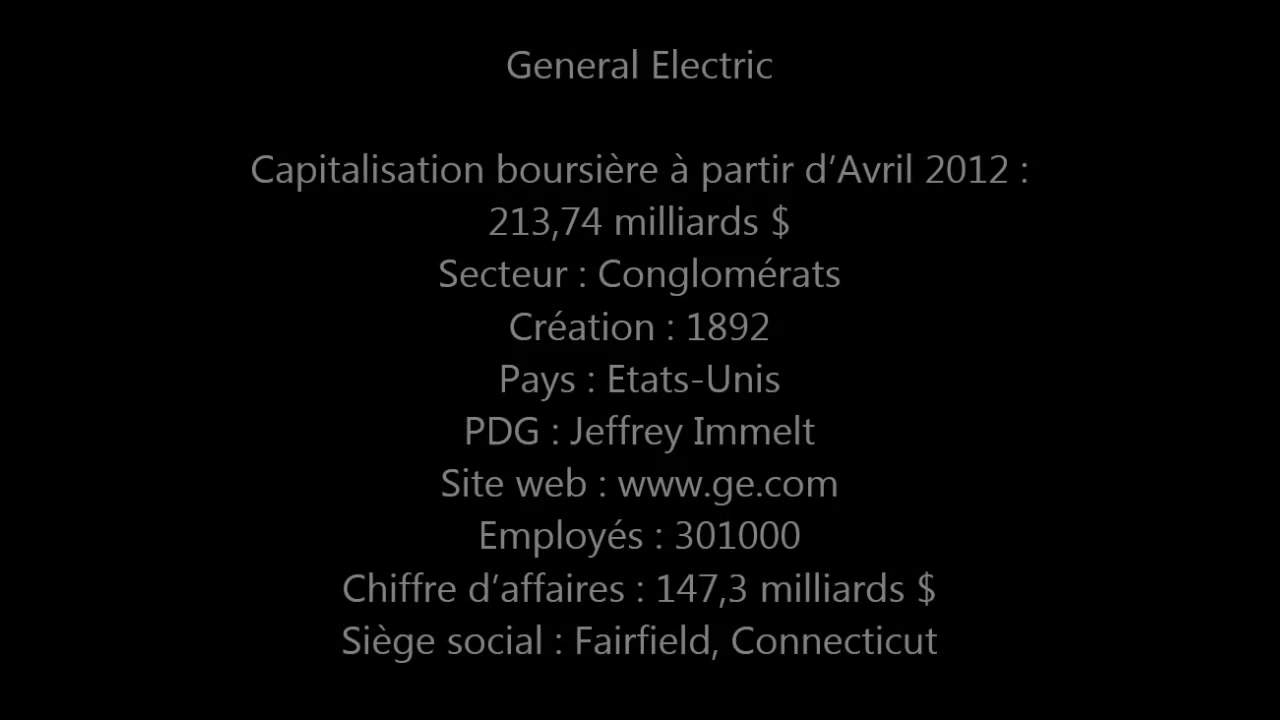 General Electric
Capitalisation boursière à partir d’Avril 2012 :
213,74 milliards $
Secteur : Conglomérats
Création : 1892
Pays : Etats-Unis
PDG : Jeffrey Immelt
Site web : www.ge.com
Employés : 301000
Chiffre d’affaires : 147,3 milliards $
Siège social : Fairfield, Connecticut